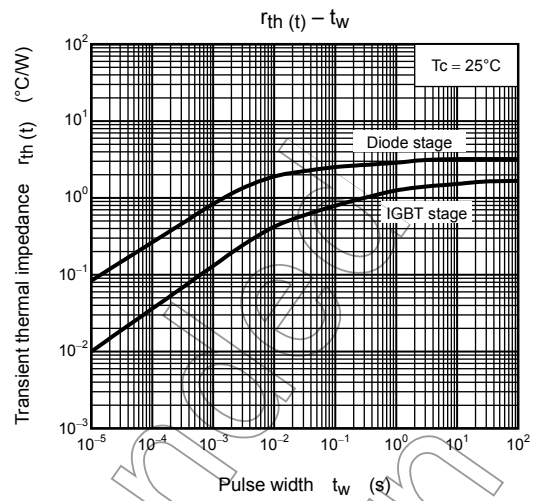 rth (t) – tw
Transient thermal impedance rth (t) (°C/W)
10²
10¹
10⁰
10⁻¹
10⁻²
10⁻³
Tc = 25°C
Diode stage
IGBT stage
10⁻⁵ 10⁻⁴ 10⁻³ 10⁻² 10⁻¹ 10⁰ 10¹ 10²
Pulse width tw (s)